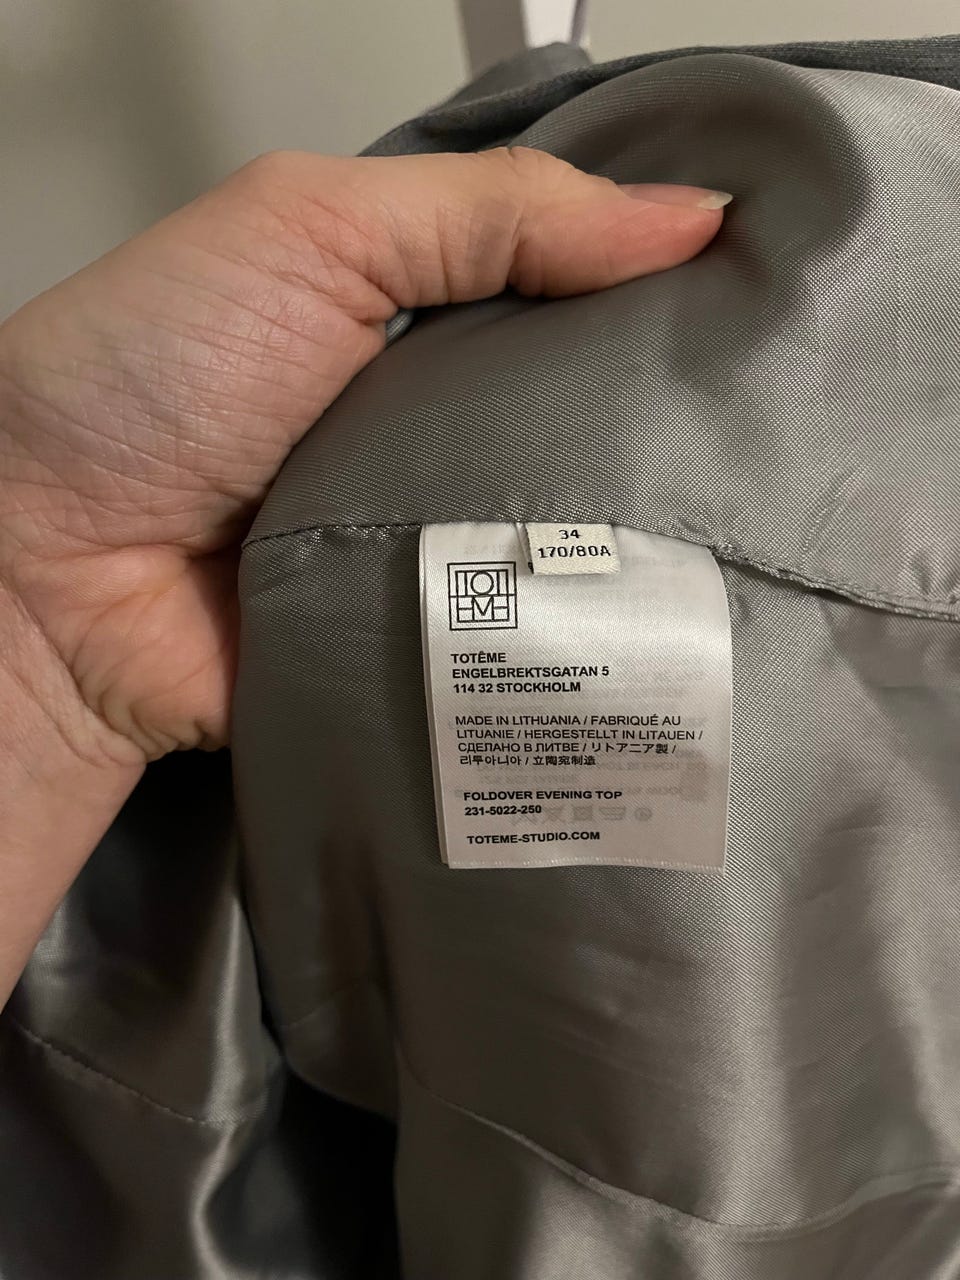 34
170/80A
TOTÊME
TOTÊME
ENGELBREKTSGATAN 5
114 32 STOCKHOLM
MADE IN LITHUANIA / FABRIQUÉ AU
LITUANIE / HERGESTELLT IN LITAUEN /
СДЕЛАНО В ЛИТВЕ / リトアニア製 /
리투아니아 / 立陶宛制造
FOLDOVER EVENING TOP
231-5022-250
TOTEME-STUDIO.COM